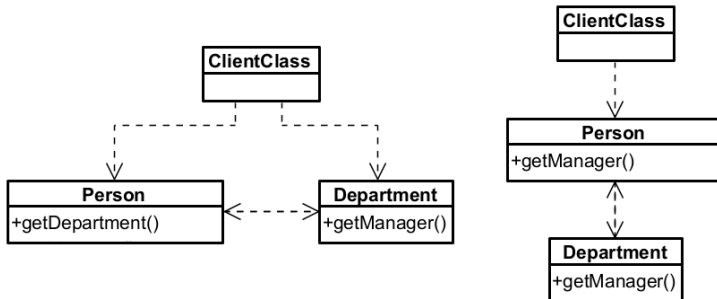 ClientClass
Person
+getDepartment()
Department
+getManager()
ClientClass
Person
+getManager()
Department
+getManager()